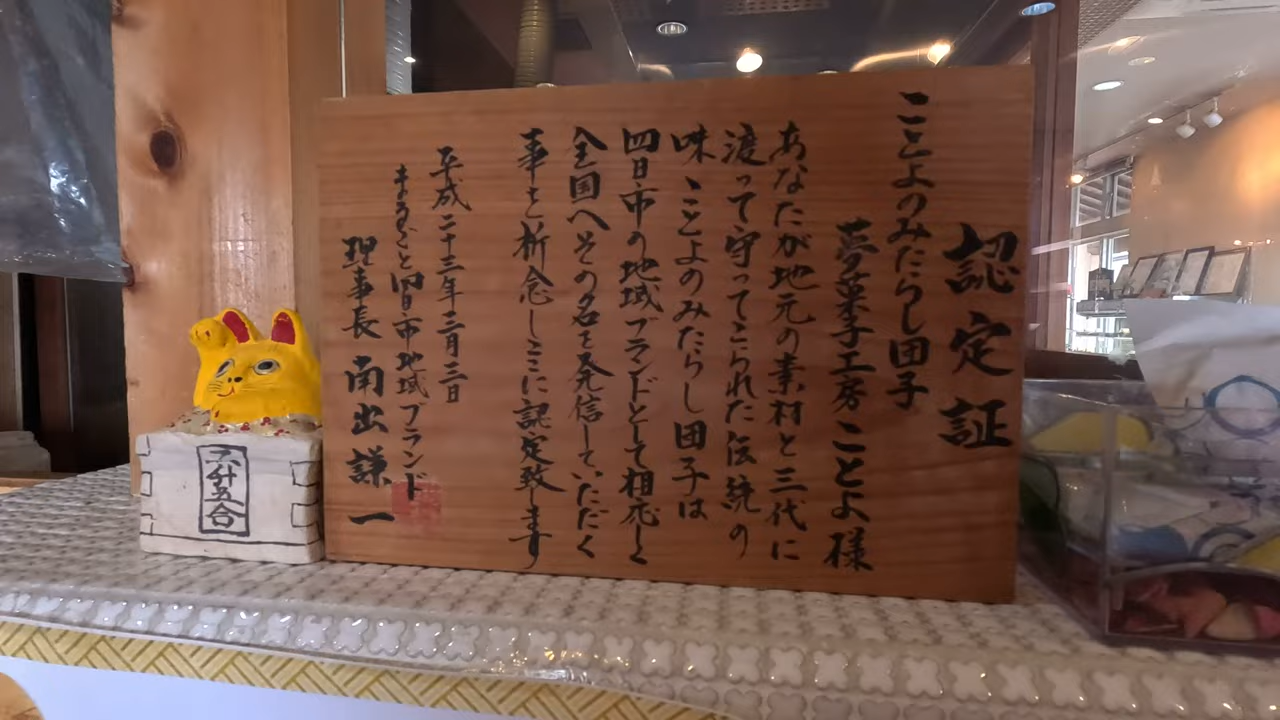 認定証
ことよのみたらし団子
夢菓子工房ことよ様
あなたが地元の素材と三代に
渡って守ってこられた伝統の
味ことよのみたらし団子は
四日市の地域ブランドとして相応しく
全国へその名を発信していただく
事を祈念しここに認定致します
平成二十三年二月三日
まるごと四日市地域ブランド
理事長 南出謙一
六升五合